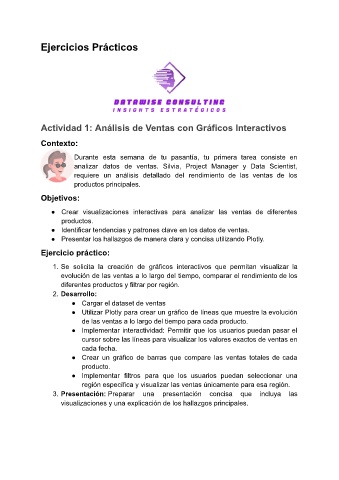 Ejercicios Prácticos
DATAWISE CONSULTING
INSIGHTS ESTRATÉGICOS
Actividad 1: Análisis de Ventas con Gráficos Interactivos
Contexto:
Durante esta semana de tu pasantía, tu primera tarea consiste en
analizar datos de ventas. Silvia, Project Manager y Data Scientist,
requiere un análisis detallado del rendimiento de las ventas de los
productos principales.
Objetivos:
● Crear visualizaciones interactivas para analizar las ventas de diferentes
productos.
● Identificar tendencias y patrones clave en los datos de ventas.
● Presentar los hallazgos de manera clara y concisa utilizando Plotly.
Ejercicio práctico:
1. Se solicita la creación de gráficos interactivos que permitan visualizar la
evolución de las ventas a lo largo del tiempo, comparar el rendimiento de los
diferentes productos y filtrar por región.
2. Desarrollo:
● Cargar el dataset de ventas
● Utilizar Plotly para crear un gráfico de líneas que muestre la evolución
de las ventas a lo largo del tiempo para cada producto.
● Implementar interactividad: Permitir que los usuarios puedan pasar el
cursor sobre las líneas para visualizar los valores exactos de ventas en
cada fecha.
● Crear un gráfico de barras que compare las ventas totales de cada
producto.
● Implementar filtros para que los usuarios puedan seleccionar una
región específica y visualizar las ventas únicamente para esa región.
3. Presentación: Preparar una presentación concisa que incluya las
visualizaciones y una explicación de los hallazgos principales.